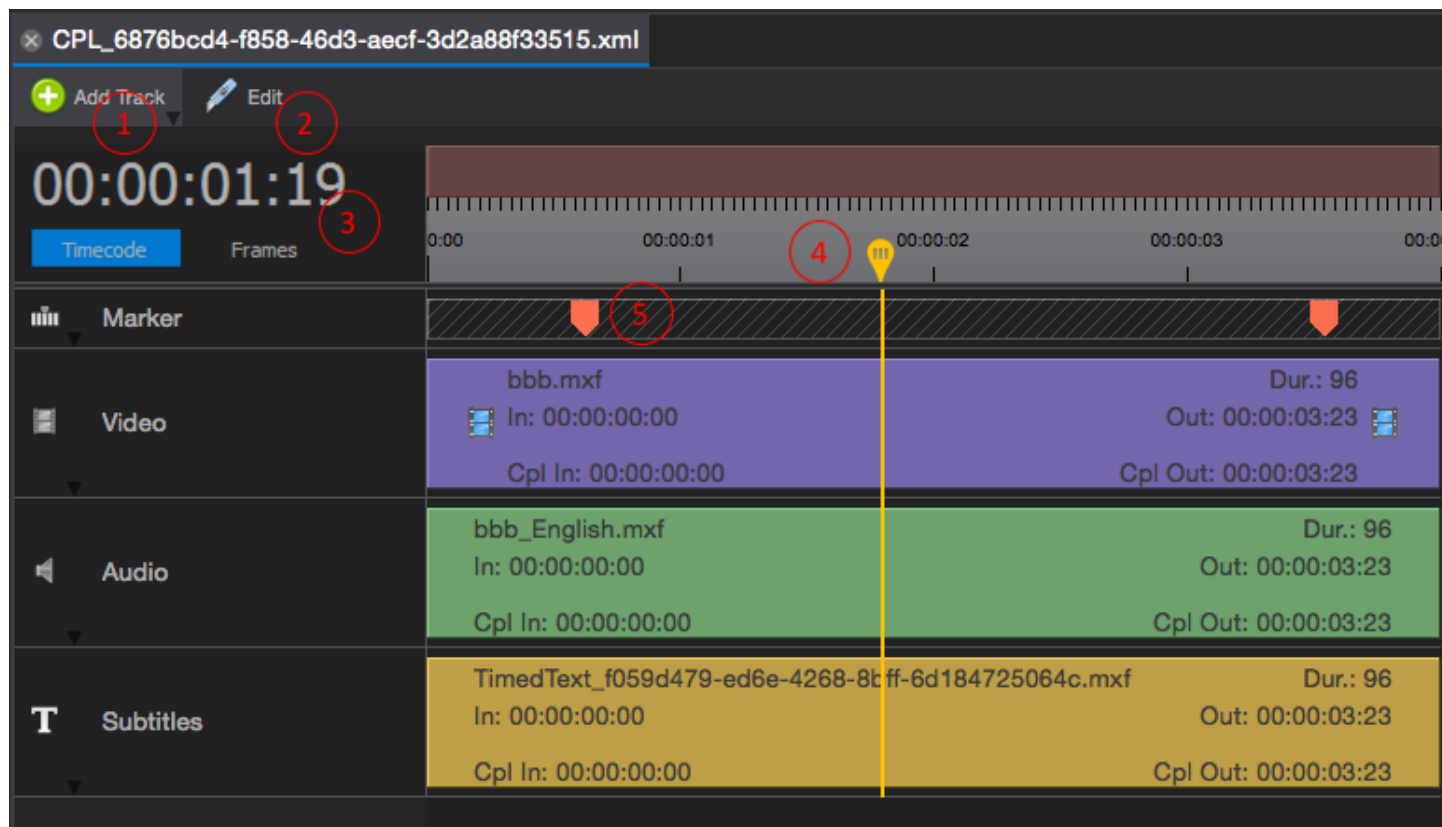 CPL_6876bcd4-f858-46d3-aecf-3d2a88f33515.xml
Add Track Edit
1 2
00:00:01:19
3
Timecode Frames
0:00 00:00:01 4 00:00:02 00:00:03 00:0
Marker 5
bbb.mxf Dur.: 96
Video In: 00:00:00:00 Out: 00:00:03:23
Cpl In: 00:00:00:00 Cpl Out: 00:00:03:23
bbb_English.mxf Dur.: 96
Audio In: 00:00:00:00 Out: 00:00:03:23
Cpl In: 00:00:00:00 Cpl Out: 00:00:03:23
TimedText_f059d479-ed6e-4268-8bff-6d184725064c.mxf Dur.: 96
T Subtitles In: 00:00:00:00 Out: 00:00:03:23
Cpl In: 00:00:00:00 Cpl Out: 00:00:03:23